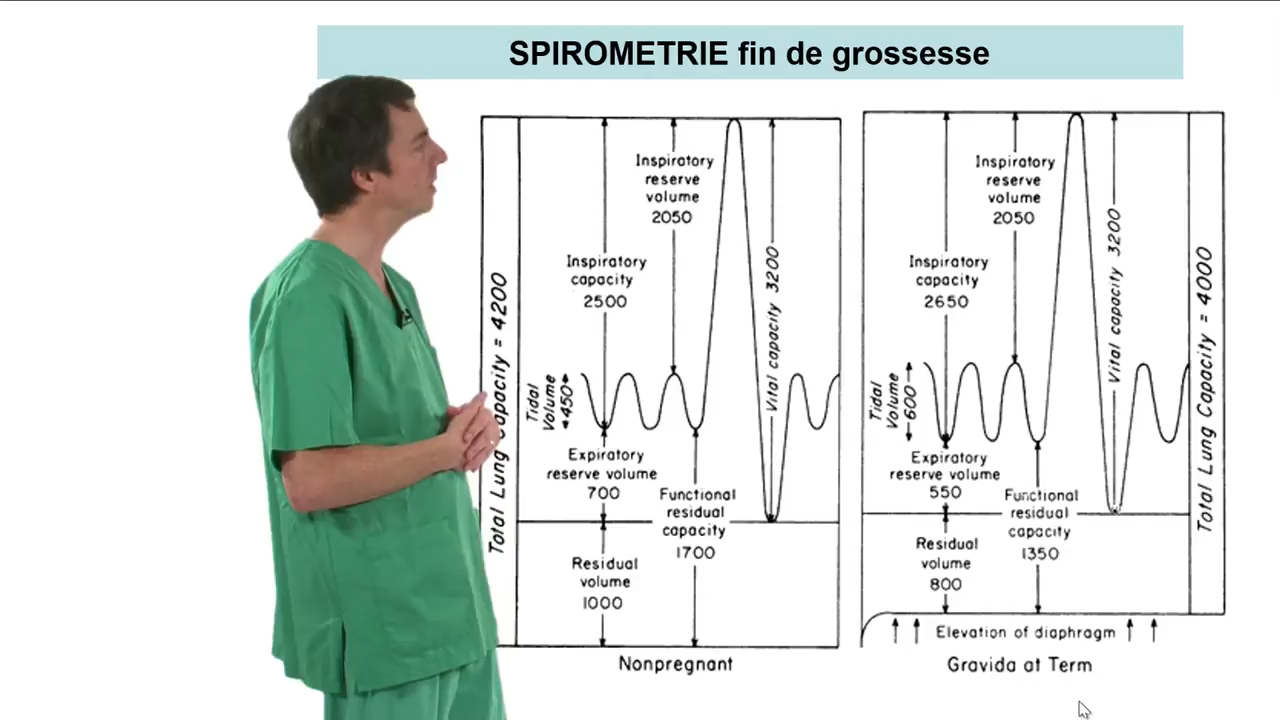 SPIROMETRIE fin de grossesse
Total Lung Capacity = 4200
Inspiratory
reserve
volume
2050
Inspiratory
capacity
2500
Vital capacity 3200
Tidal
Volume
450
Expiratory
reserve volume
700
Functional
residual
capacity
1700
Residual
volume
1000
Nonpregnant
Inspiratory
reserve
volume
2050
Inspiratory
capacity
2650
Vital capacity 3200
Total Lung Capacity = 4000
Tidal
Volume
600
Expiratory
reserve volume
550
Functional
residual
capacity
1350
Residual
volume
800
Elevation of diaphragm
Gravida at Term